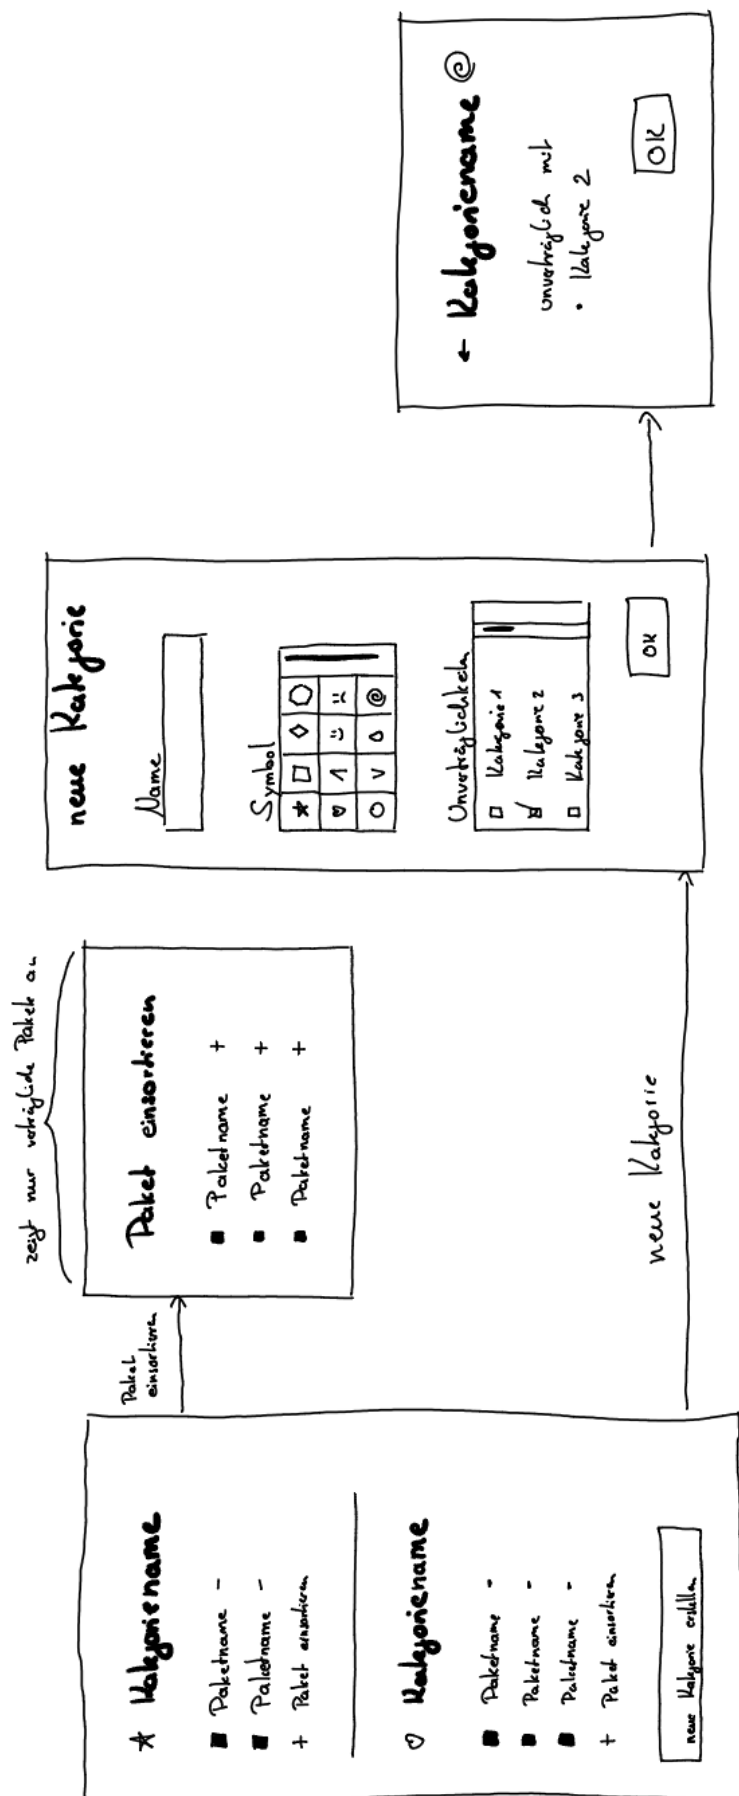 Kategoriename
Paketname -
Paketname -
+ Paket einsortieren
Kategoriename
Paketname -
Paketname -
Paketname -
+ Paket einsortieren
neue Kategorie erstellen
Paket
einsortieren
neue Kategorie
zeigt nur verträgliche Pakete an
Paket einsortieren
Paketname +
Paketname +
Paketname +
neue Kategorie
Name
Symbol
Unverträglichkeiten
Kategorie 1
Kategorie 2
Kategorie 3
OK
← Kategoriename @
unverträglich mit
• Kategorie 2
OK